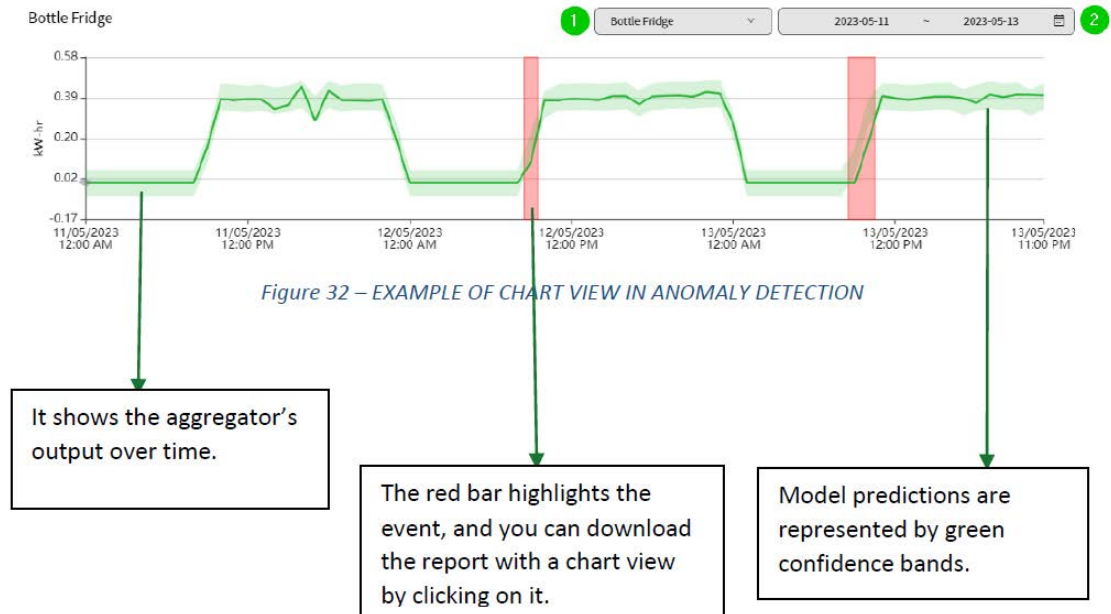 Bottle Fridge
1
Bottle Fridge
2023-05-11 ~ 2023-05-13
2
0.58
0.39
0.20
0.02
-0.17
kW-hr
11/05/2023
12:00 AM
11/05/2023
12:00 PM
12/05/2023
12:00 AM
12/05/2023
12:00 PM
13/05/2023
12:00 AM
13/05/2023
12:00 PM
13/05/2023
11:00 PM
Figure 32 – EXAMPLE OF CHART VIEW IN ANOMALY DETECTION
It shows the aggregator’s
output over time.
The red bar highlights the
event, and you can download
the report with a chart view
by clicking on it.
Model predictions are
represented by green
confidence bands.